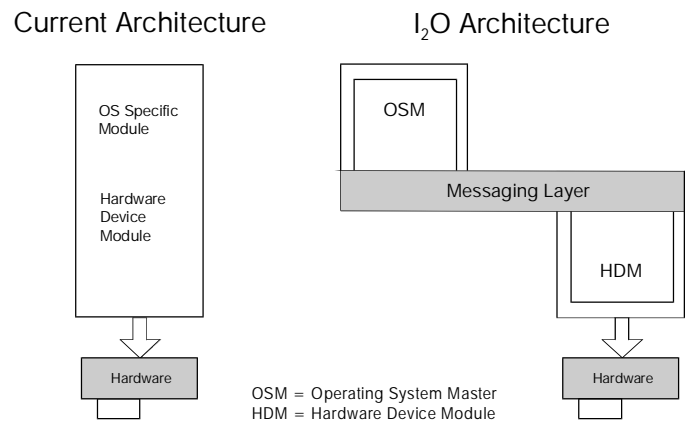 Current Architecture
I2O Architecture
OS Specific
Module
Hardware
Device
Module
Hardware
OSM
Messaging Layer
HDM
Hardware
OSM = Operating System Master
HDM = Hardware Device Module